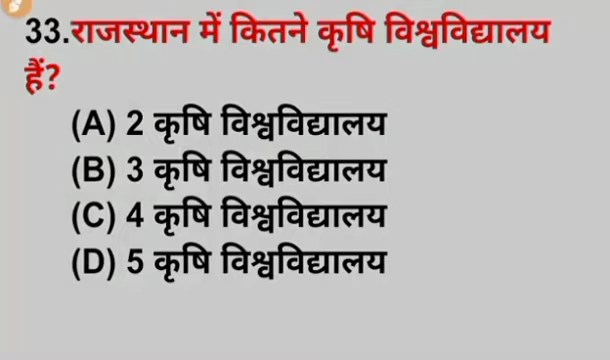 33.राजस्थान में कितने कृषि विश्वविद्यालय
हैं?
(A) 2 कृषि विश्वविद्यालय
(B) 3 कृषि विश्वविद्यालय
(C) 4 कृषि विश्वविद्यालय
(D) 5 कृषि विश्वविद्यालय